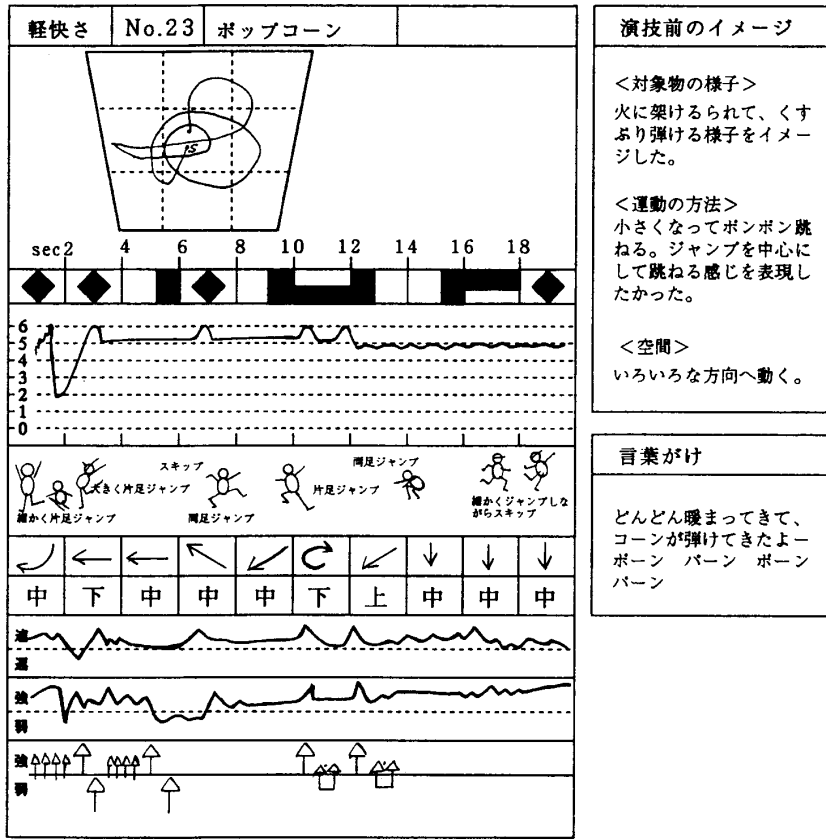 軽快さ No.23 ポップコーン
S
sec2 4 6 8 10 12 14 16 18
6
5
4
3
2
1
0
スキップ
大きく片足ジャンプ
細かく片足ジャンプ
両足ジャンプ
片足ジャンプ
両足ジャンプ
細かくジャンプしな
がらスキップ
中 下 中 中 中 下 上 中 中 中
速
遅
強
弱
強
弱
演技前のイメージ
<対象物の様子>
火に架けるられて、くす
ぶり弾ける様子をイメー
ジした。
<運動の方法>
小さくなってポンポン跳
ねる。ジャンプを中心に
して跳ねる感じを表現し
たかった。
<空間>
いろいろな方向へ動く。
言葉がけ
どんどん暖まってきて、
コーンが弾けてきたよー
ポーン パーン ポーン
パーン